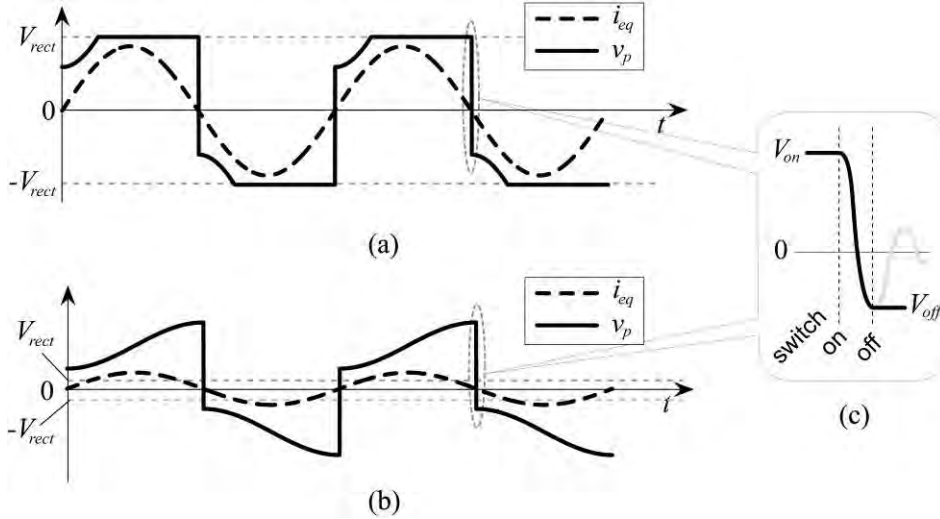 V_rect
0
-V_rect
i_eq
v_p
t
(a)
V_rect
0
-V_rect
i_eq
v_p
t
(b)
V_on
0
V_off
switch
on
off
(c)